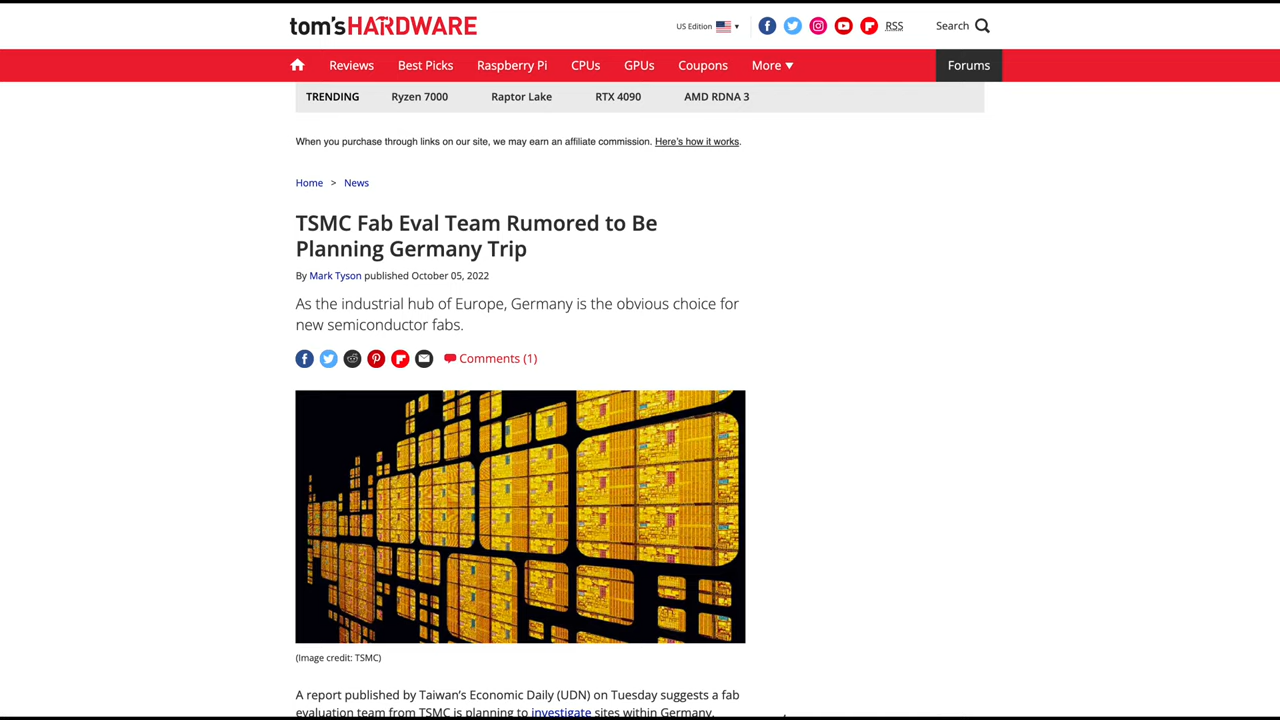 tom'sHARDWARE
US Edition
RSS
Search
Reviews
Best Picks
Raspberry Pi
CPUs
GPUs
Coupons
More
Forums
TRENDING
Ryzen 7000
Raptor Lake
RTX 4090
AMD RDNA 3
When you purchase through links on our site, we may earn an affiliate commission. Here's how it works.
Home > News
TSMC Fab Eval Team Rumored to Be
Planning Germany Trip
By Mark Tyson published October 05, 2022
As the industrial hub of Europe, Germany is the obvious choice for
new semiconductor fabs.
Comments (1)
(Image credit: TSMC)
A report published by Taiwan's Economic Daily (UDN) on Tuesday suggests a fab
evaluation team from TSMC is planning to investigate sites within Germany.